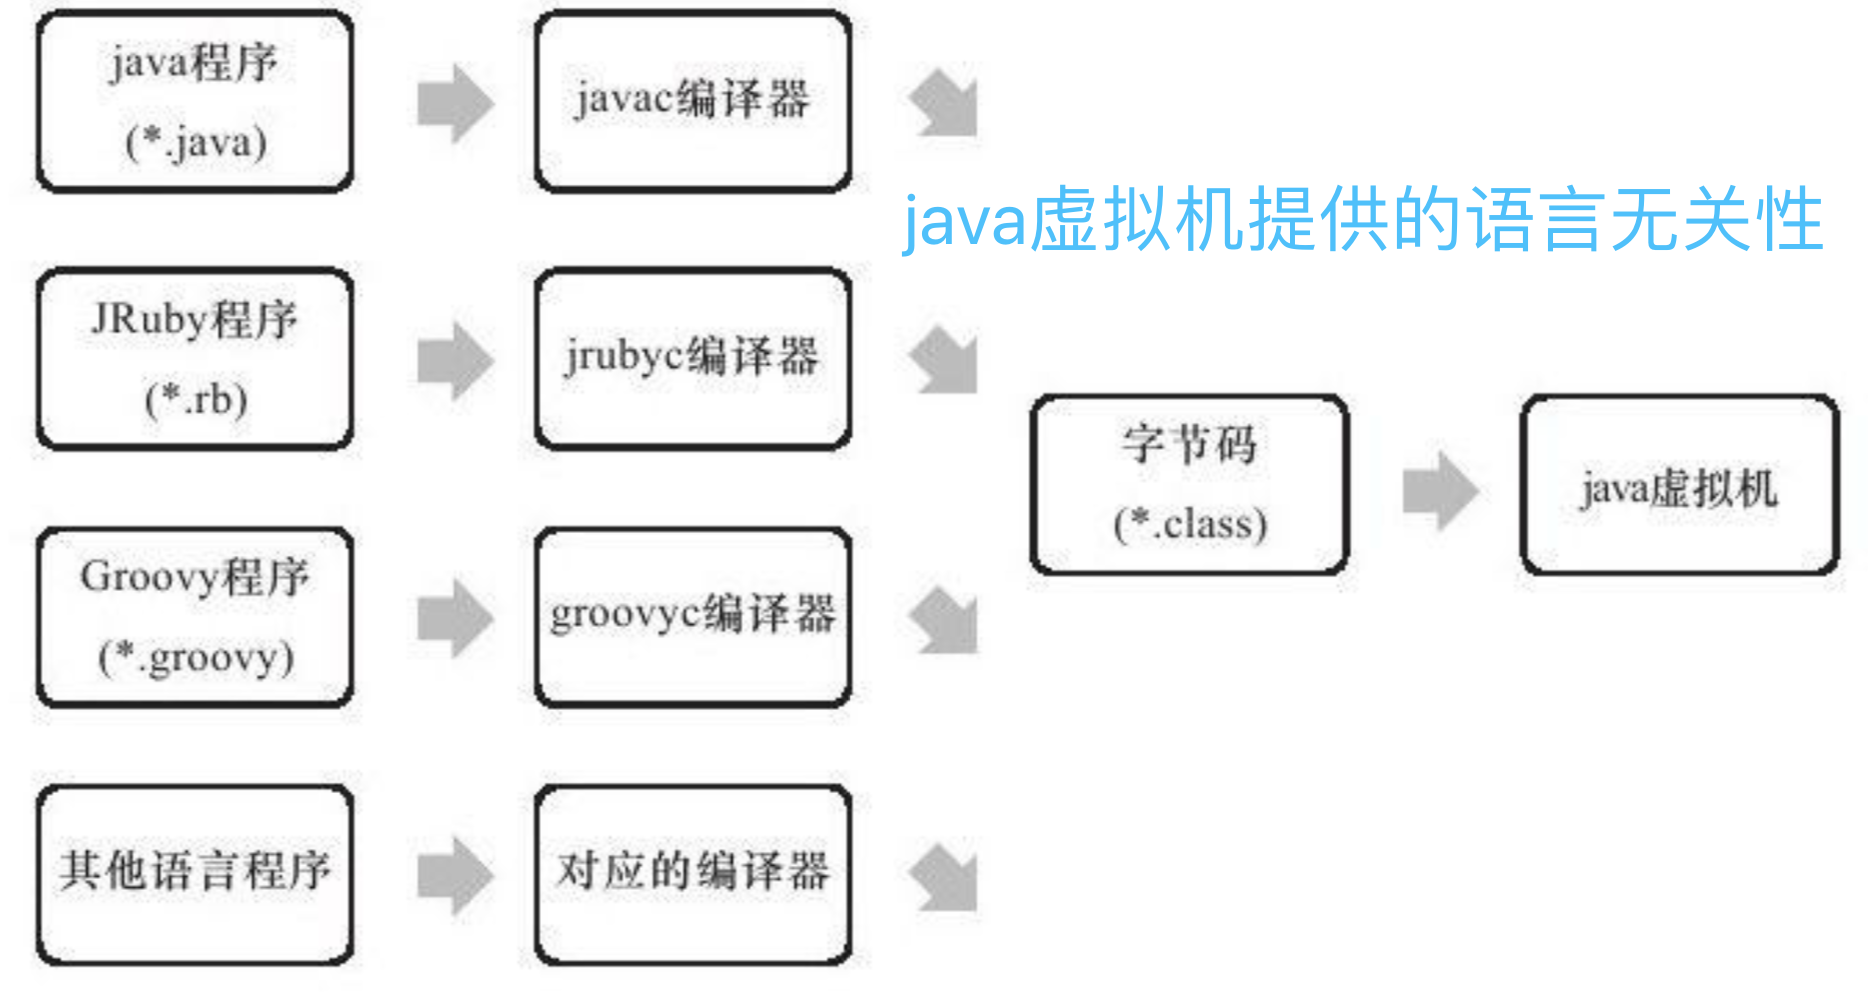 java程序
(*.java)
javac编译器
java虚拟机提供的语言无关性
JRuby程序
(*.rb)
jrubyc编译器
字节码
(*.class)
java虚拟机
Groovy程序
(*.groovy)
groovyc编译器
其他语言程序
对应的编译器